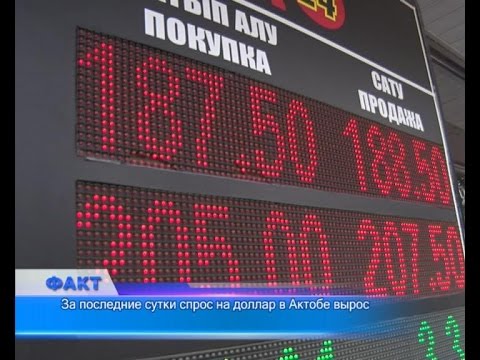 24
АЛУ
ПОКУПКА
САТУ
ПРОДАЖА
187.50 188.50
205.00 207.50
ФАКТ
За последние сутки спрос на доллар в Актобе вырос